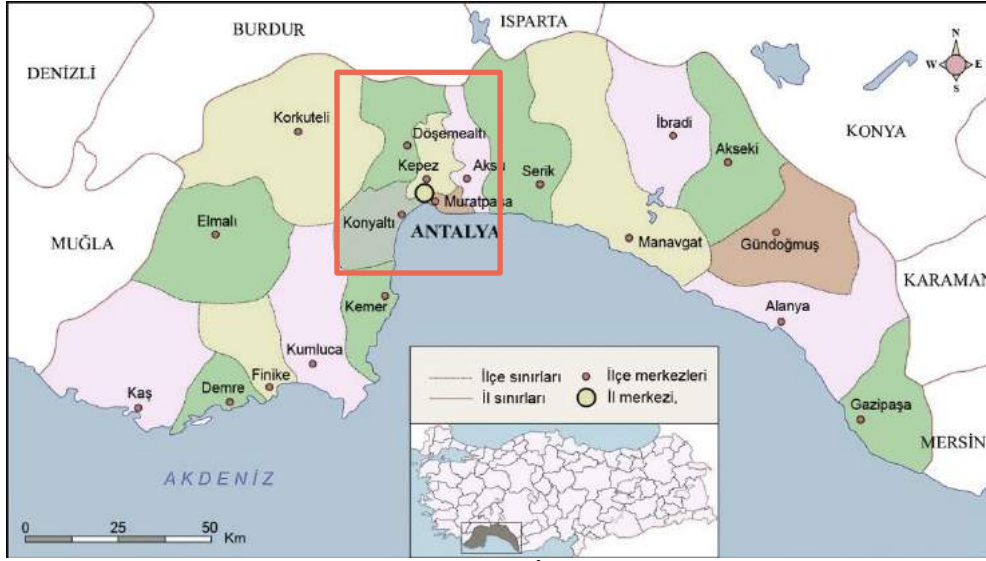 ISPARTA
BURDUR
N
W E
S
DENİZLİ
Korkuteli
Döşemealtı
İbradi
KONYA
Akseki
Kepez
Aksu
Serik
Muratpaşa
Elmalı
Konyaltı
ANTALYA
Manavgat
Gündoğmuş
MUĞLA
KARAMAN
Kemer
Alanya
Kumluca
Finike
Demre
Kaş
İlçe sınırları
İlçe merkezleri
İl sınırları
İl merkezi,
Gazipaşa
MERSİN
AKDENİZ
0 25 50
Km